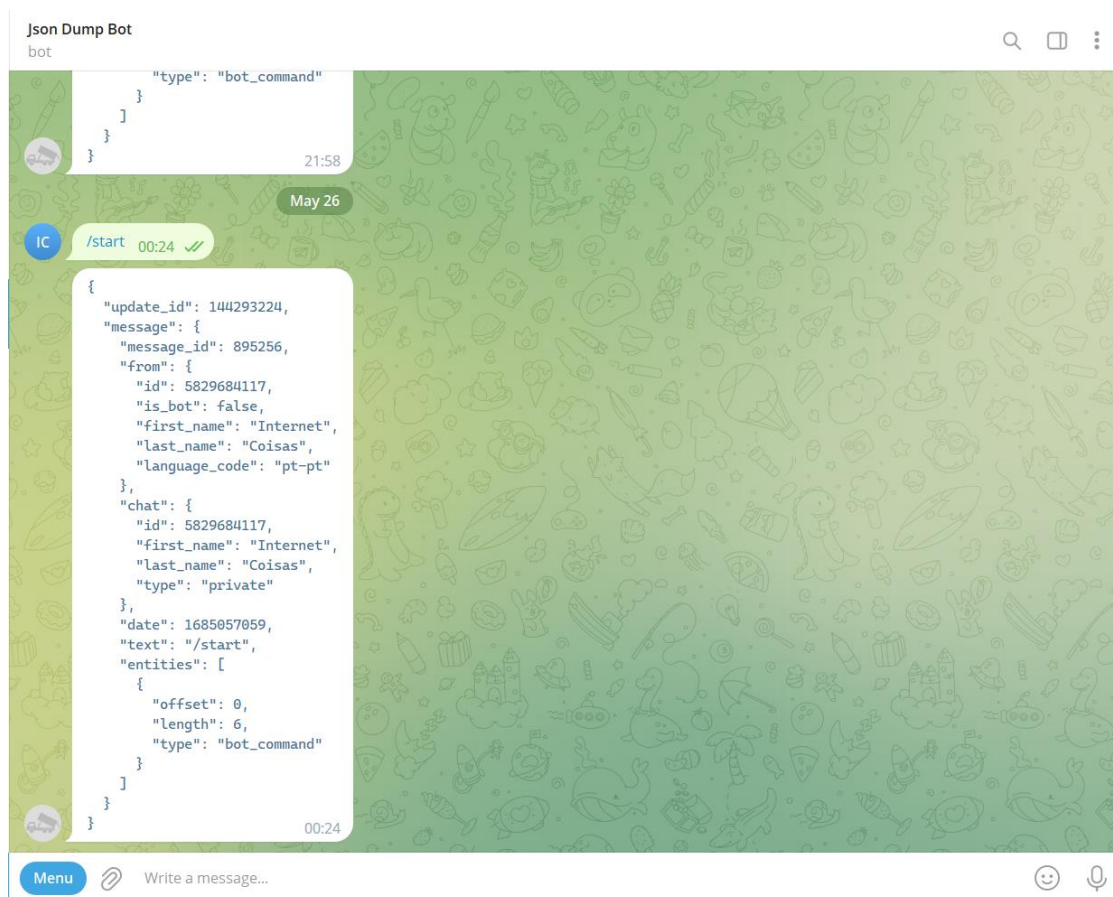 Json Dump Bot
bot
"type": "bot_command"
}
]
}
}
21:58
May 26
IC
/start 00:24
{
"update_id": 144293224,
"message": {
"message_id": 895256,
"from": {
"id": 5829684117,
"is_bot": false,
"first_name": "Internet",
"last_name": "Coisas",
"language_code": "pt-pt"
},
"chat": {
"id": 5829684117,
"first_name": "Internet",
"last_name": "Coisas",
"type": "private"
},
"date": 1685057059,
"text": "/start",
"entities": [
{
"offset": 0,
"length": 6,
"type": "bot_command"
}
]
}
}
00:24
Menu
Write a message...